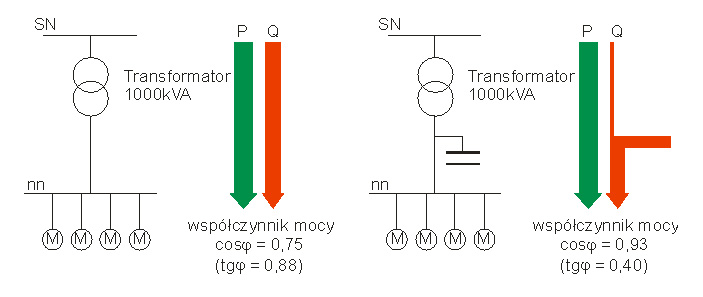 SN
P
Q
Transformator
1000kVA
nn
M
M
M
M
współczynnik mocy
cosφ = 0,75
(tgφ = 0,88)
SN
P
Q
Transformator
1000kVA
nn
M
M
M
M
współczynnik mocy
cosφ = 0,93
(tgφ = 0,40)